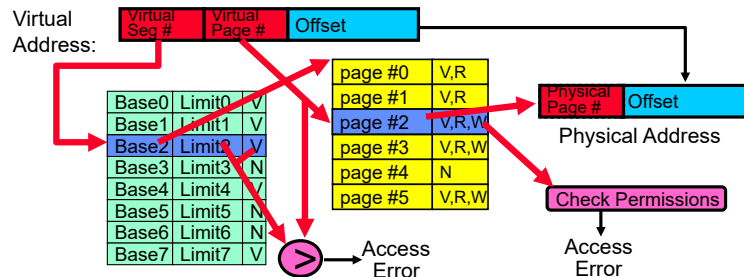 Virtual
Address:
Virtual
Seg #
Virtual
Page #
Offset
Base0 Limit0 V
Base1 Limit1 V
Base2 Limit2 V
Base3 Limit3 N
Base4 Limit4 V
Base5 Limit5 N
Base6 Limit6 N
Base7 Limit7 V
page #0 V,R
page #1 V,R
page #2 V,R,W
page #3 V,R,W
page #4 N
page #5 V,R,W
Physical
Page #
Offset
Physical Address
Check Permissions
>
Access
Error
Access
Error